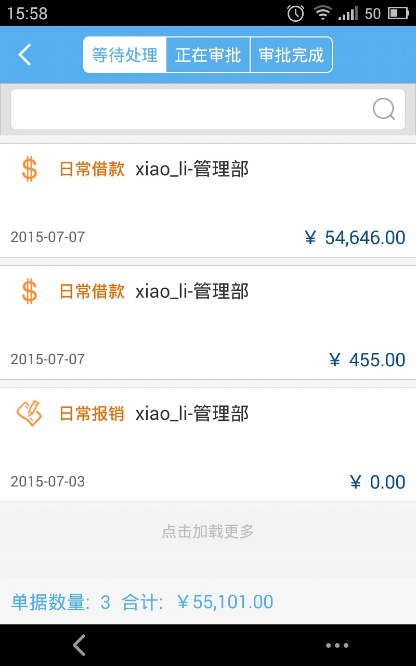 15:58 50
等待处理 正在审批 审批完成
日常借款 xiao_li-管理部
2015-07-07 ¥ 54,646.00
日常借款 xiao_li-管理部
2015-07-07 ¥ 455.00
日常报销 xiao_li-管理部
2015-07-03 ¥ 0.00
点击加载更多
单据数量: 3 合计: ¥55,101.00